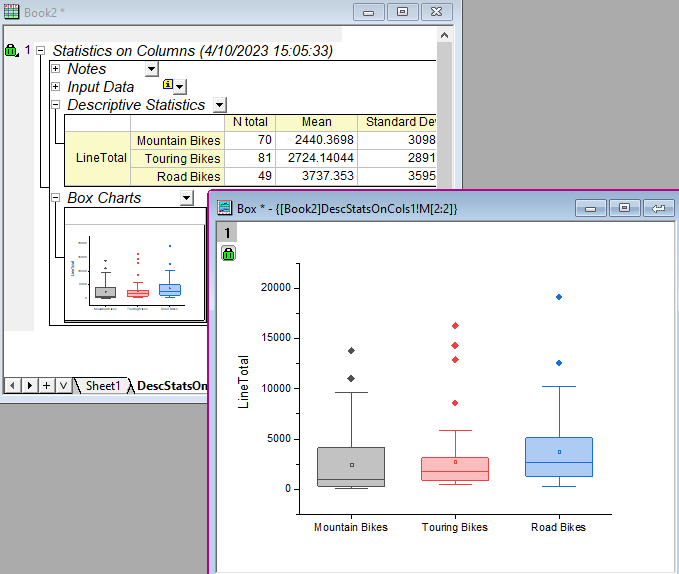 Book2 *
1 Statistics on Columns (4/10/2023 15:05:33)
Notes
Input Data
Descriptive Statistics
N total Mean Standard Dev
LineTotal
Mountain Bikes 70 2440.3698 3098
Touring Bikes 81 2724.14044 2891
Road Bikes 49 3737.353 3595
Box Charts
Sheet1 DescStatsOn
Box * - {[Book2]DescStatsOnCols1!M[2:2]}
1
20000
15000
10000
5000
0
LineTotal
Mountain Bikes Touring Bikes Road Bikes